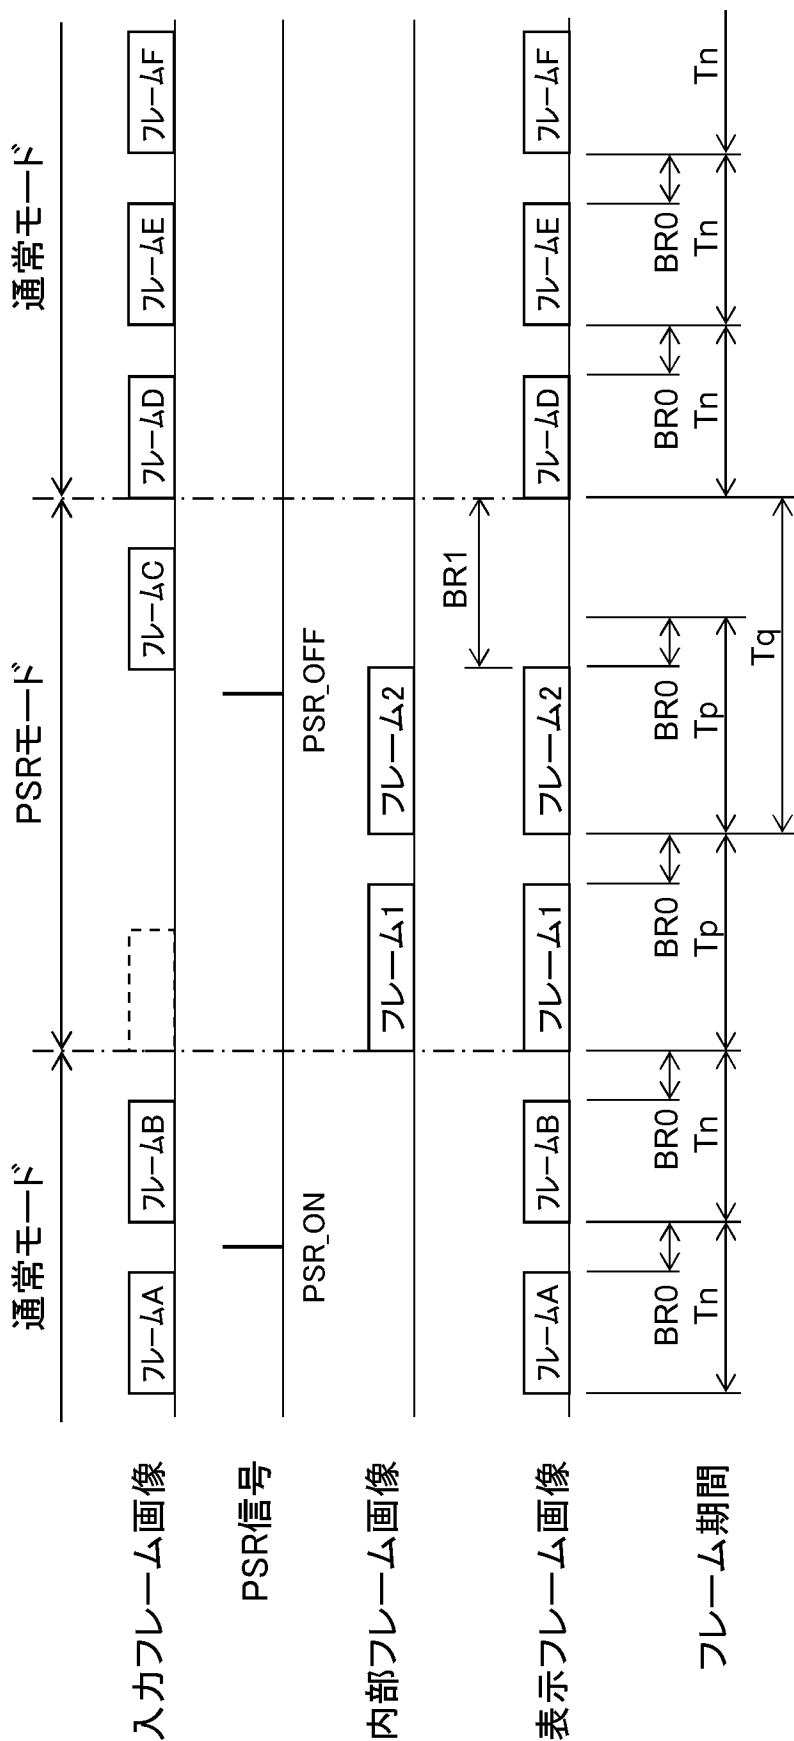 通常モード
PSRモード
通常モード
入力フレーム画像
フレームA
フレームB
フレームC
フレームD
フレームE
フレームF
PSR信号
PSR_ON
PSR_OFF
内部フレーム画像
フレーム1
フレーム2
BR1
表示フレーム画像
フレームA
フレームB
フレーム1
フレーム2
フレームD
フレームE
フレームF
BR0
BR0
BR0
BR0
BR0
BR0
フレーム期間
Tn
Tn
Tp
Tp
Tn
Tn
Tn
Tq